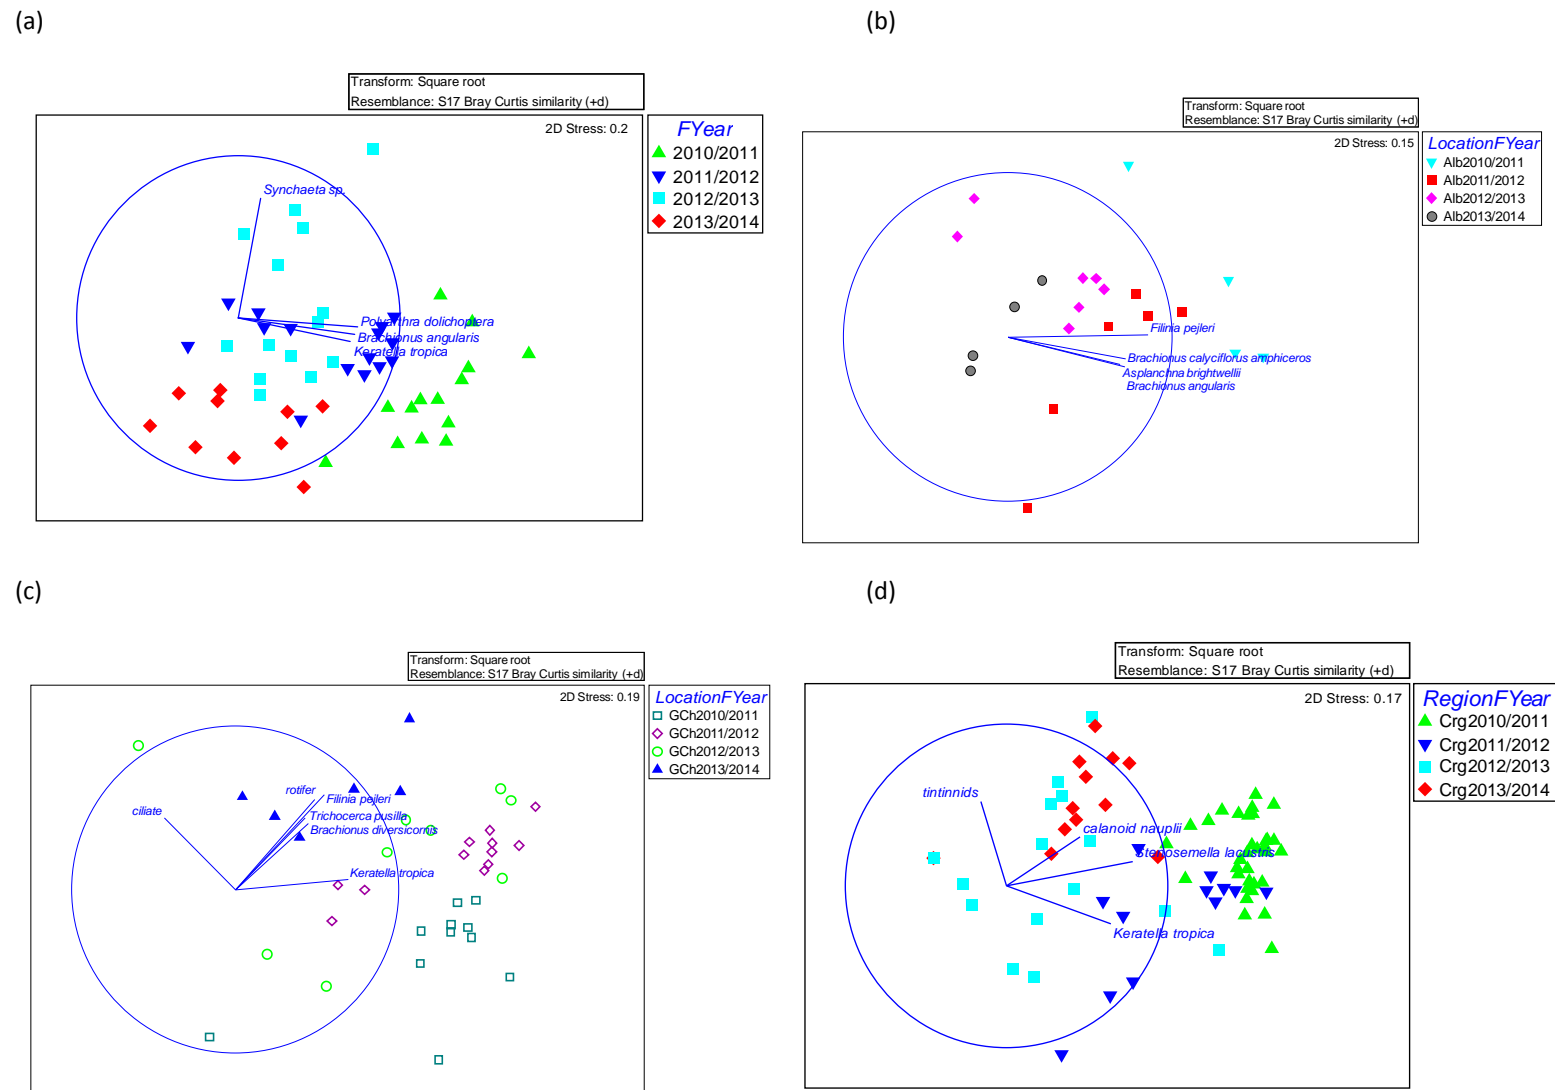 (a)
Transform: Square root
Resemblance: S17 Bray Curtis similarity (+d)
2D Stress: 0.2
FYear
2010/2011
2011/2012
2012/2013
2013/2014
Synchaeta sp.
Polyarthra dolichoptera
Brachionus angularis
Keratella tropica
(b)
Transform: Square root
Resemblance: S17 Bray Curtis similarity (+d)
2D Stress: 0.15
LocationFYear
Alb2010/2011
Alb2011/2012
Alb2012/2013
Alb2013/2014
Filinia pejleri
Brachionus calyciflorus amphiceros
Asplanchna brightwellii
Brachionus angularis
(c)
Transform: Square root
Resemblance: S17 Bray Curtis similarity (+d)
2D Stress: 0.19
LocationFYear
GCh2010/2011
GCh2011/2012
GCh2012/2013
GCh2013/2014
ciliate
rotifer
Filinia pejleri
Trichocerca pusilla
Brachionus diversicornis
Keratella tropica
(d)
Transform: Square root
Resemblance: S17 Bray Curtis similarity (+d)
2D Stress: 0.17
RegionFYear
Crg2010/2011
Crg2011/2012
Crg2012/2013
Crg2013/2014
tintinnids
calanoid nauplii
Stenosemella lacustris
Keratella tropica